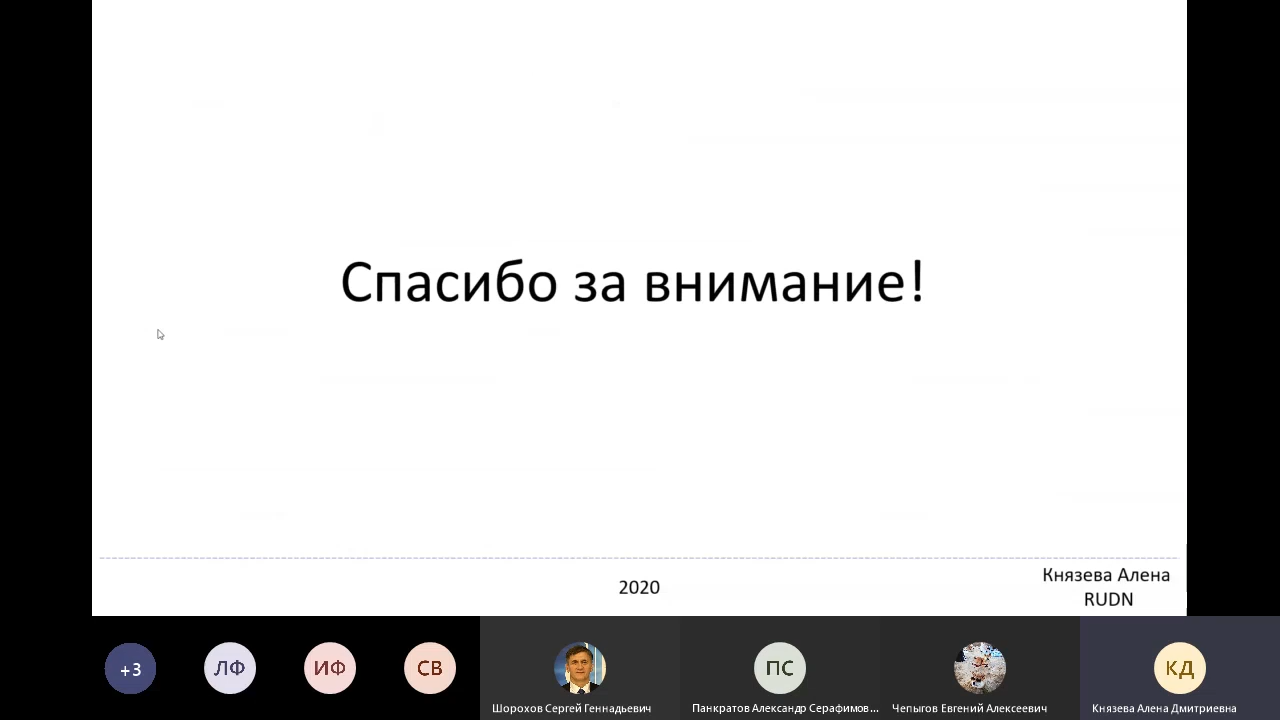 Спасибо за внимание!
2020
Князева Алена
RUDN
+3
ЛФ
ИФ
СВ
ПС
КД
Шорохов Сергей Геннадьевич
Панкратов Александр Серафимов...
Чепыгов Евгений Алексеевич
Князева Алена Дмитриевна